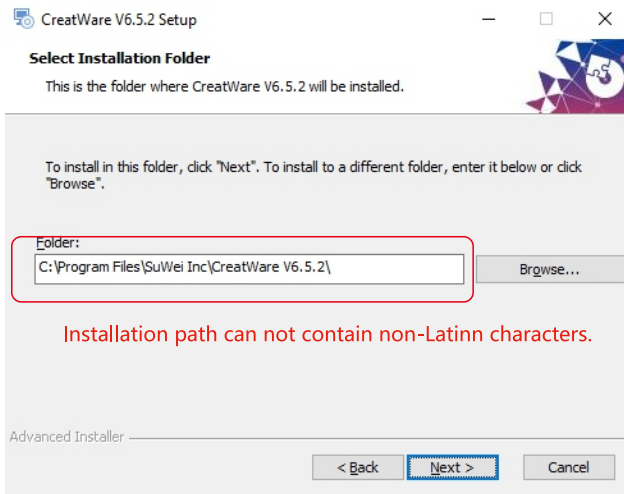 CreatWare V6.5.2 Setup
Select Installation Folder
This is the folder where CreatWare V6.5.2 will be installed.
To install in this folder, click "Next". To install to a different folder, enter it below or click
"Browse".
Folder:
C:\Program Files\SuWei Inc\CreatWare V6.5.2\
Browse...
Installation path can not contain non-Latinn characters.
Advanced Installer
< Back
Next >
Cancel